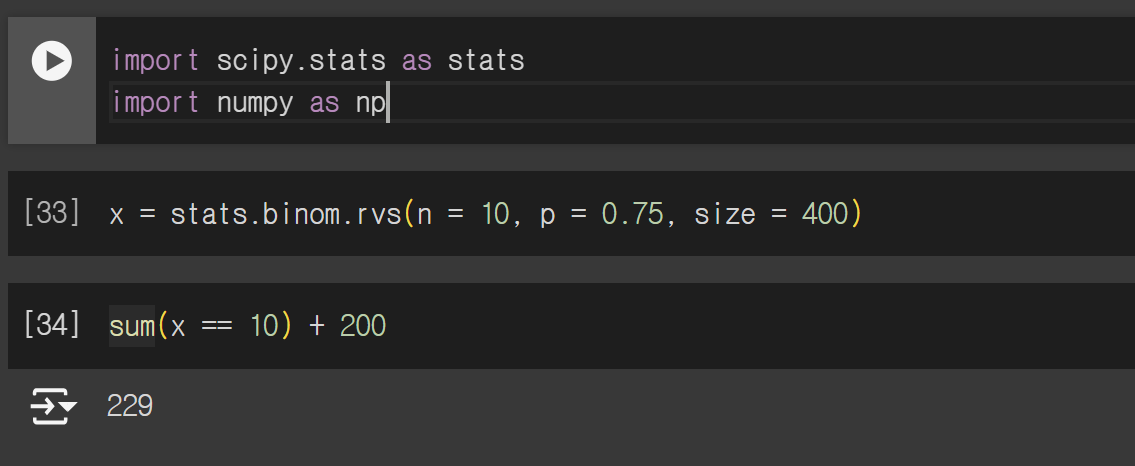 import scipy.stats as stats
import numpy as np
[33] x = stats.binom.rvs(n = 10, p = 0.75, size = 400)
[34] sum(x == 10) + 200
229